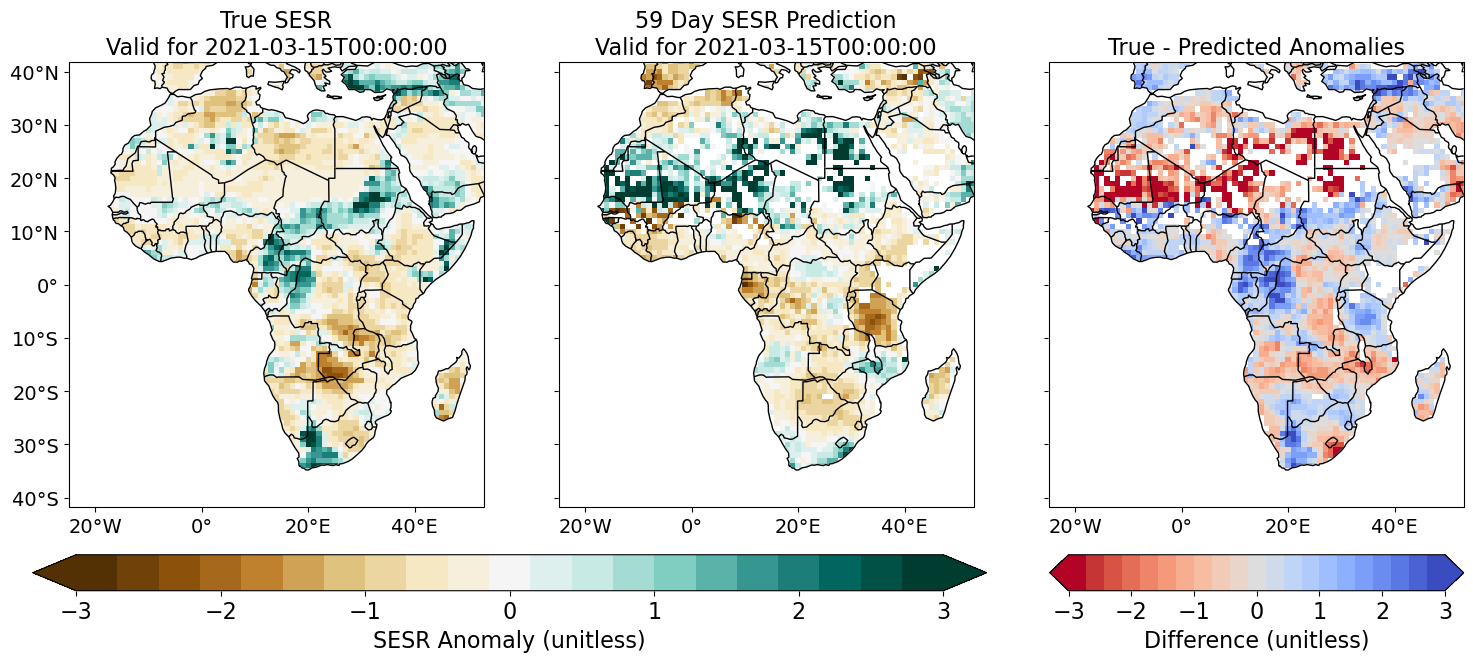 True SESR
Valid for 2021-03-15T00:00:00
59 Day SESR Prediction
Valid for 2021-03-15T00:00:00
True - Predicted Anomalies
40°N
30°N
20°N
10°N
0°
10°S
20°S
30°S
40°S
20°W 0° 20°E 40°E
20°W 0° 20°E 40°E
20°W 0° 20°E 40°E
−3 −2 −1 0 1 2 3
SESR Anomaly (unitless)
−3 −2 −1 0 1 2 3
Difference (unitless)